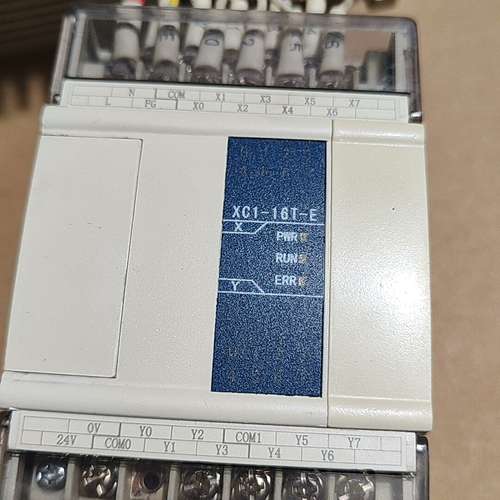 N COM X1 X3 X5 X7
L FG X0 X2 X4 X6
XC1-16T-E
X
PWR
RUN
ERR
Y
0V Y0 Y2 COM1 Y5 Y7
24V COM0 Y1 Y3 Y4 Y6